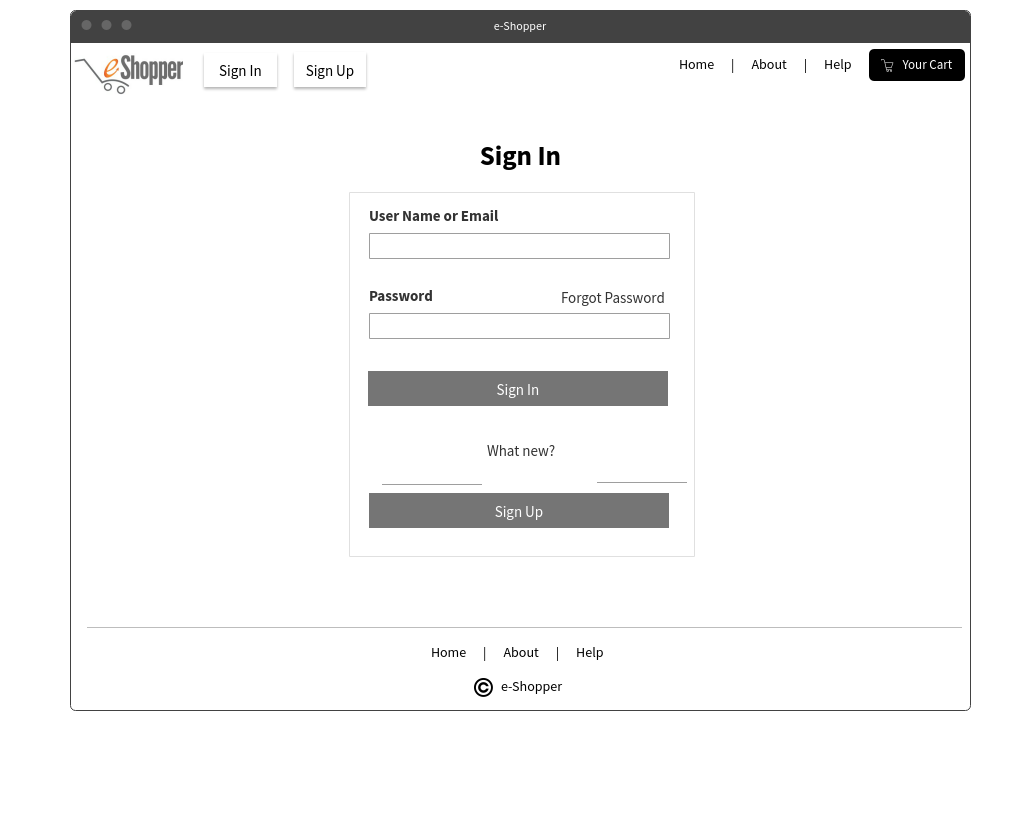 e-Shopper
eShopper
Sign In
Sign Up
Home | About | Help
Your Cart
Sign In
User Name or Email
Password
Forgot Password
Sign In
What new?
Sign Up
Home | About | Help
© e-Shopper